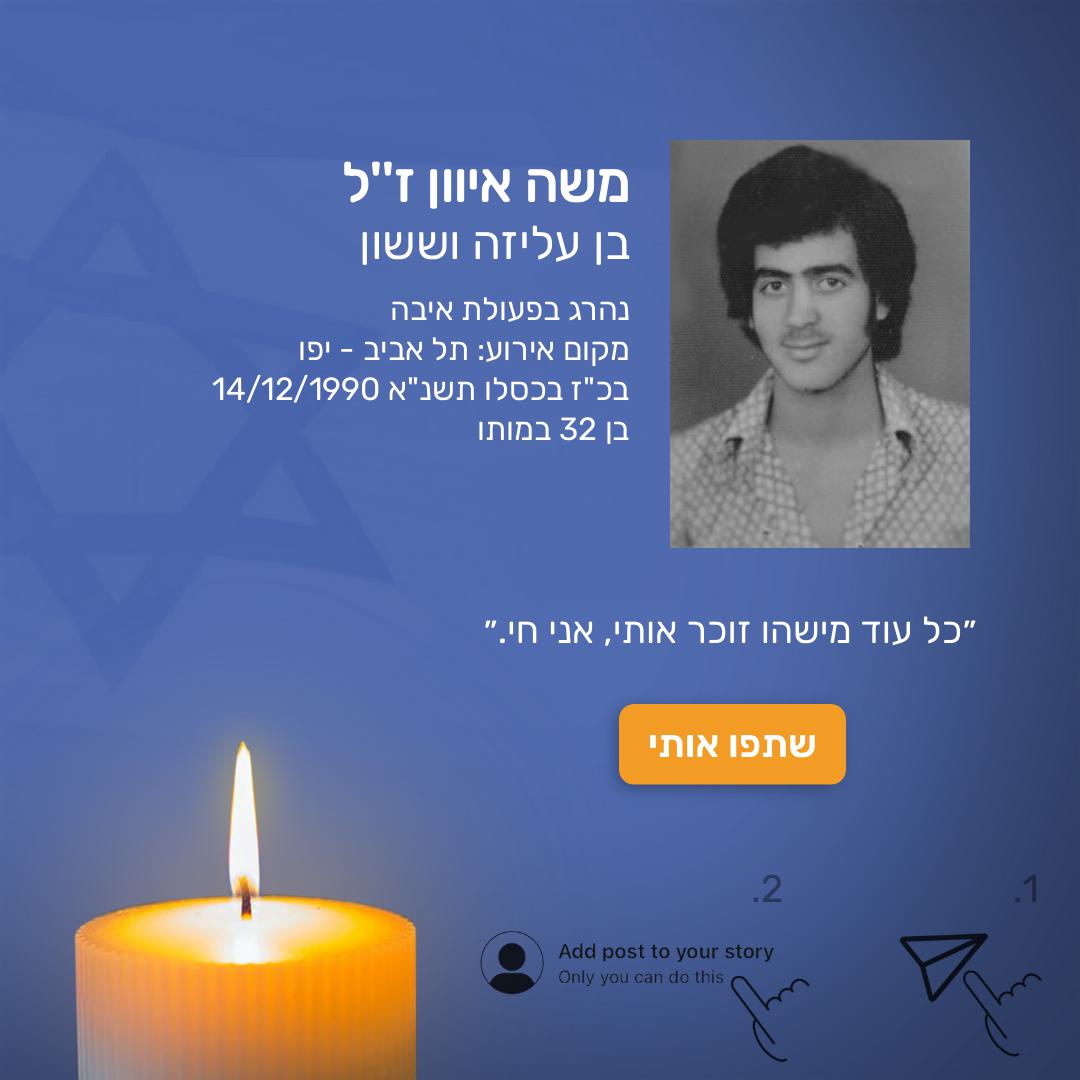 משה איוון ז"ל
בן עליזה וששון
נהרג בפעולת איבה
מקום אירוע: תל אביב - יפו
בכ"ז בכסלו תשנ"א 14/12/1990
בן 32 במותו
"כל עוד מישהו זוכר אותי, אני חי."
שתפו אותי
.1
.2
Add post to your story
Only you can do this